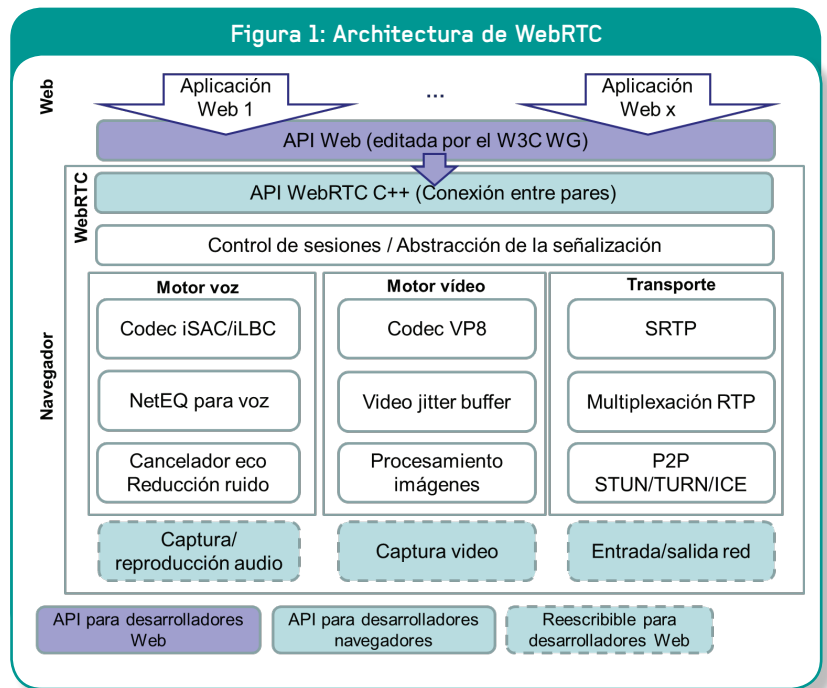 Figura 1: Architectura de WebRTC
Web
Aplicación
Web 1
...
Aplicación
Web x
API Web (editada por el W3C WG)
Navegador
WebRTC
API WebRTC C++ (Conexión entre pares)
Control de sesiones / Abstracción de la señalización
Motor voz
Codec iSAC/iLBC
NetEQ para voz
Cancelador eco
Reducción ruido
Motor vídeo
Codec VP8
Video jitter buffer
Procesamiento
imágenes
Transporte
SRTP
Multiplexación RTP
P2P
STUN/TURN/ICE
Captura/
reproducción audio
Captura video
Entrada/salida red
API para desarrolladores
Web
API para desarrolladores
navegadores
Reescribible para
desarrolladores Web